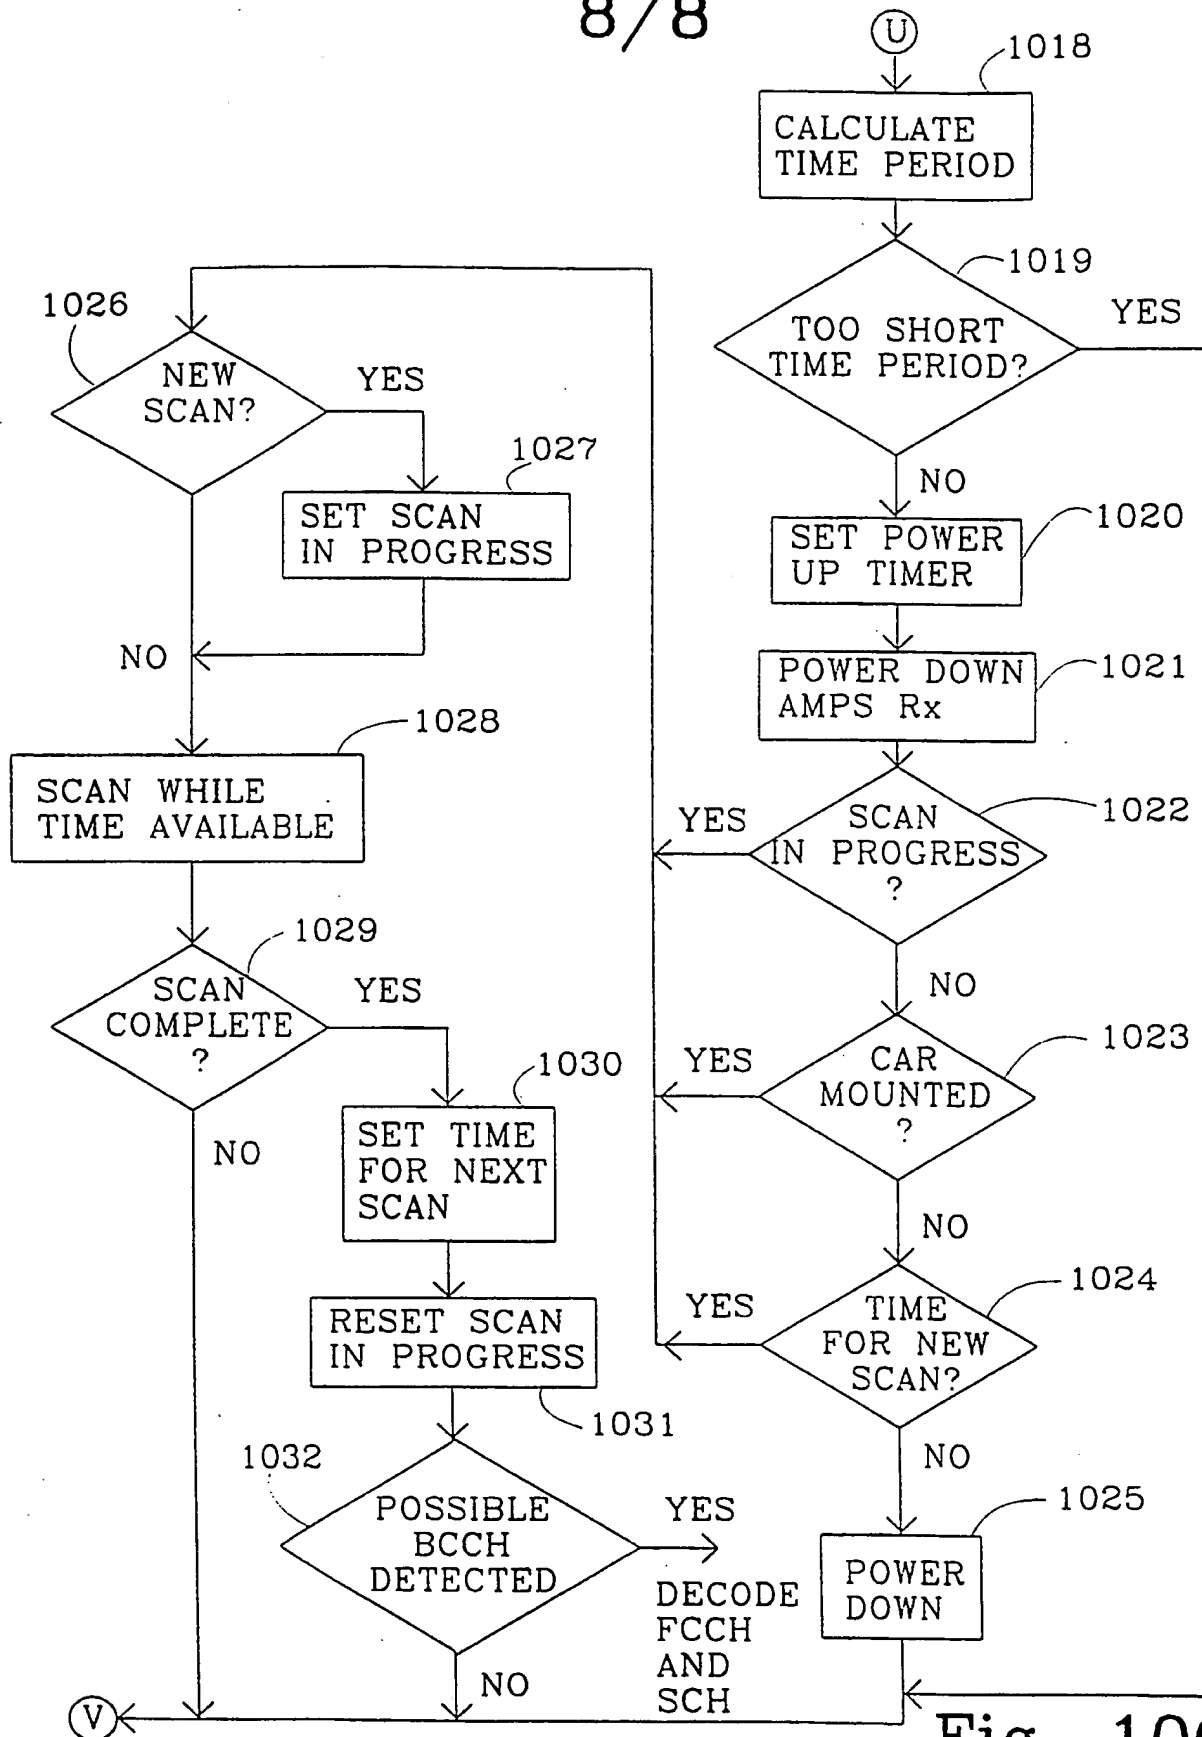 8/8
U
1018
CALCULATE
TIME PERIOD
1019
TOO SHORT
TIME PERIOD?
YES
NO
1020
SET POWER
UP TIMER
1021
POWER DOWN
AMPS Rx
1022
SCAN
IN PROGRESS
?
YES
NO
1023
CAR
MOUNTED
?
YES
NO
1024
TIME
FOR NEW
SCAN?
YES
NO
1025
POWER
DOWN
1026
NEW
SCAN?
YES
1027
SET SCAN
IN PROGRESS
NO
1028
SCAN WHILE
TIME AVAILABLE
1029
SCAN
COMPLETE
?
YES
NO
1030
SET TIME
FOR NEXT
SCAN
RESET SCAN
IN PROGRESS
1031
1032
POSSIBLE
BCCH
DETECTED
YES
DECODE
FCCH
AND
SCH
NO
V
Fig.